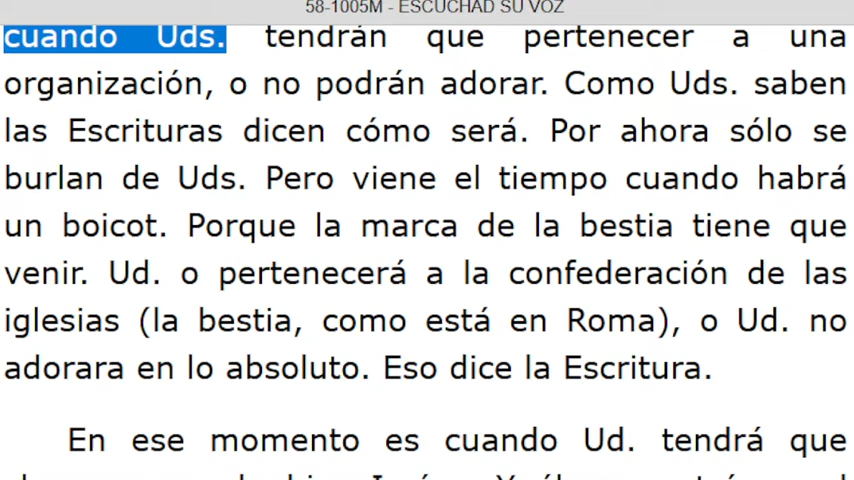 58-1005M - ESCUCHAD SU VOZ
cuando Uds. tendrán que pertenecer a una
organización, o no podrán adorar. Como Uds. saben
las Escrituras dicen cómo será. Por ahora sólo se
burlan de Uds. Pero viene el tiempo cuando habrá
un boicot. Porque la marca de la bestia tiene que
venir. Ud. o pertenecerá a la confederación de las
iglesias (la bestia, como está en Roma), o Ud. no
adorara en lo absoluto. Eso dice la Escritura.
En ese momento es cuando Ud. tendrá que